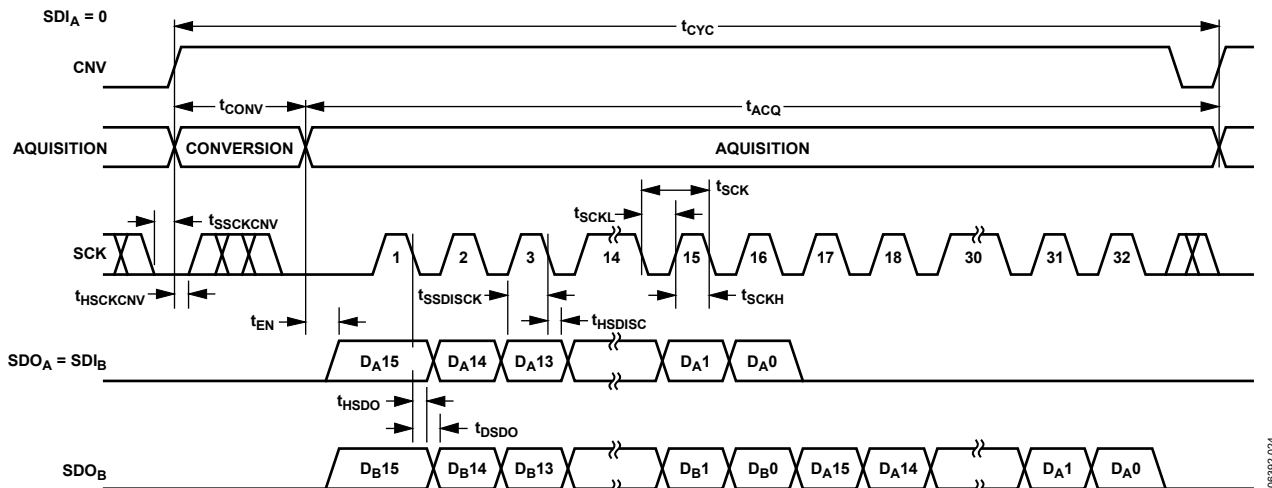 SDIA = 0
tCYC
CNV
tCONV
tACQ
AQUISITION
CONVERSION
AQUISITION
tSCK
tSCKL
tSSCKCNV
SCK
1 2 3 14 15 16 17 18 30 31 32
tHSCKCNV
tSSDISCK
tSCKH
tEN
tHSDISC
SDOA = SDIB
DA15 DA14 DA13 DA1 DA0
tHSDO
tDSDO
SDOB
DB15 DB14 DB13 DB1 DB0 DA15 DA14 DA1 DA0
06392-024